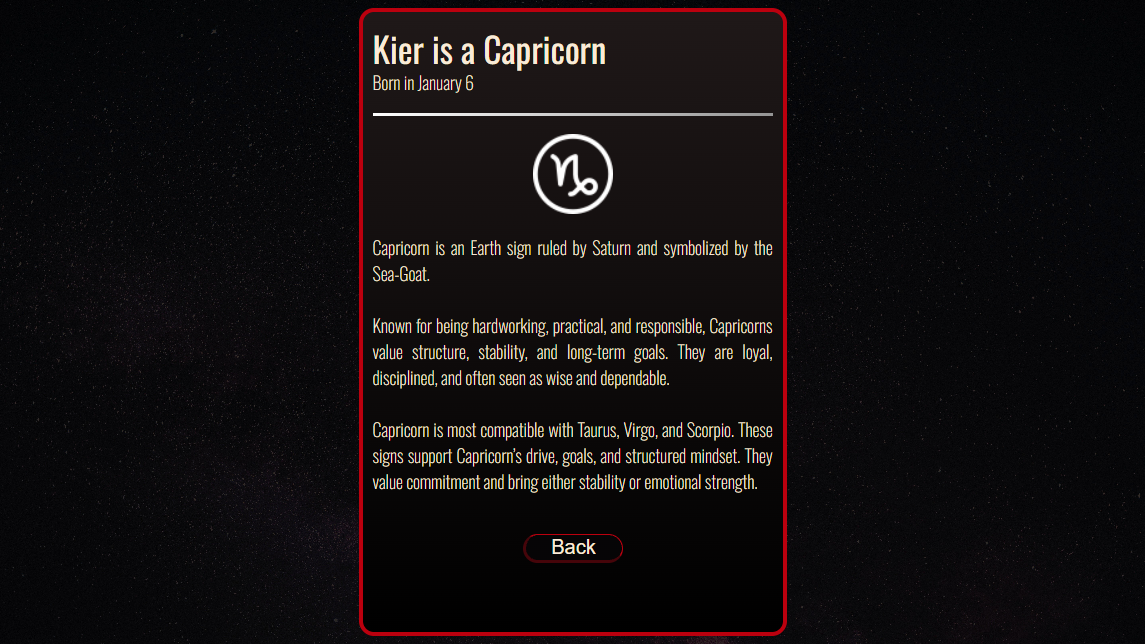 Kier is a Capricorn
Born in January 6
Capricorn is an Earth sign ruled by Saturn and symbolized by the
Sea-Goat.
Known for being hardworking, practical, and responsible, Capricorns
value structure, stability, and long-term goals. They are loyal,
disciplined, and often seen as wise and dependable.
Capricorn is most compatible with Taurus, Virgo, and Scorpio. These
signs support Capricorn’s drive, goals, and structured mindset. They
value commitment and bring either stability or emotional strength.
Back